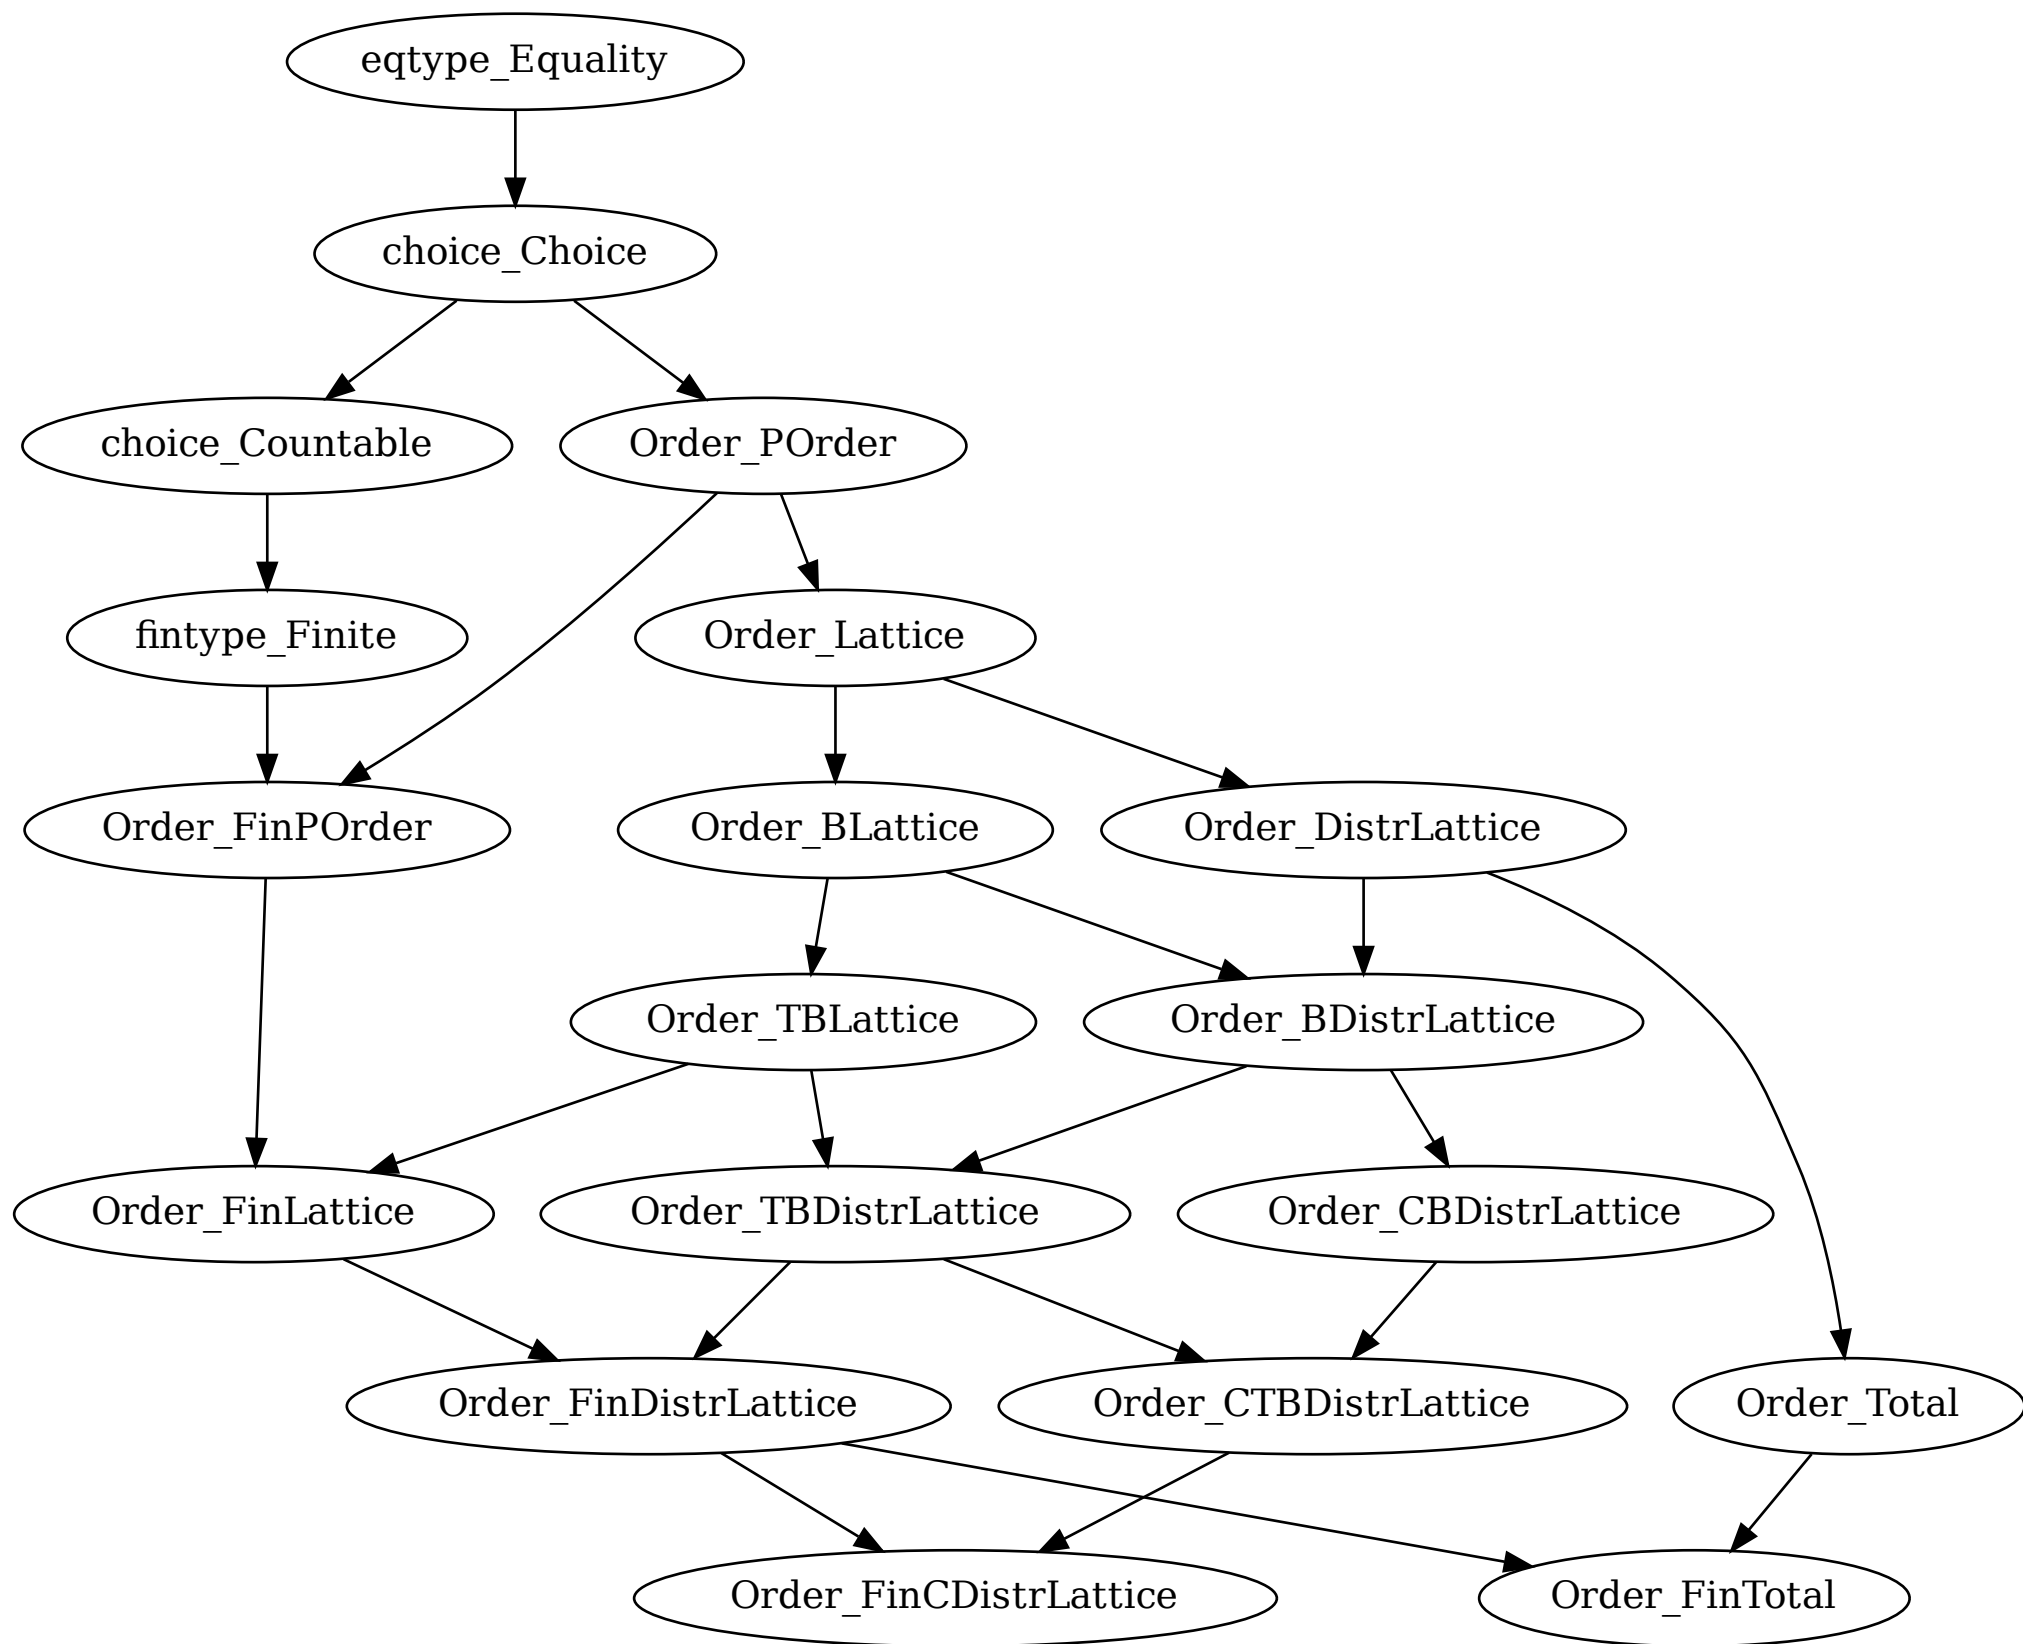 eqtype_Equality
choice_Choice
choice_Countable
Order_POrder
fintype_Finite
Order_Lattice
Order_FinPOrder
Order_BLattice
Order_DistrLattice
Order_TBLattice
Order_BDistrLattice
Order_FinLattice
Order_TBDistrLattice
Order_CBDistrLattice
Order_FinDistrLattice
Order_CTBDistrLattice
Order_Total
Order_FinCDistrLattice
Order_FinTotal